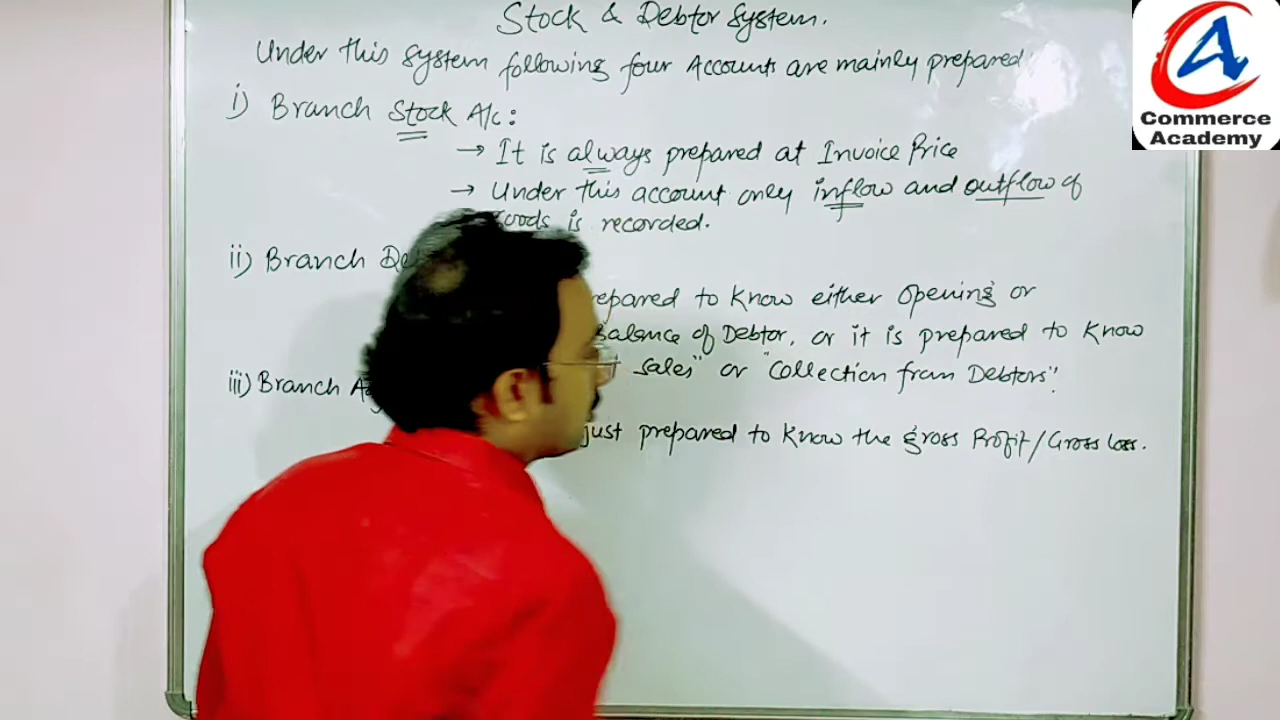 Stock & Debtor System.
Under this system following four Accounts are mainly prepared
i) Branch Stock A/c:
→ It is always prepared at Invoice Price
→ Under this account only inflow and outflow of
goods is recorded.
ii) Branch De
repared to know either opening or
Balance of Debtor, or it is prepared to know
t sales" or "Collection from Debtors".
iii) Branch A
just prepared to know the gross Profit/Gross loss.
CA
Commerce
Academy